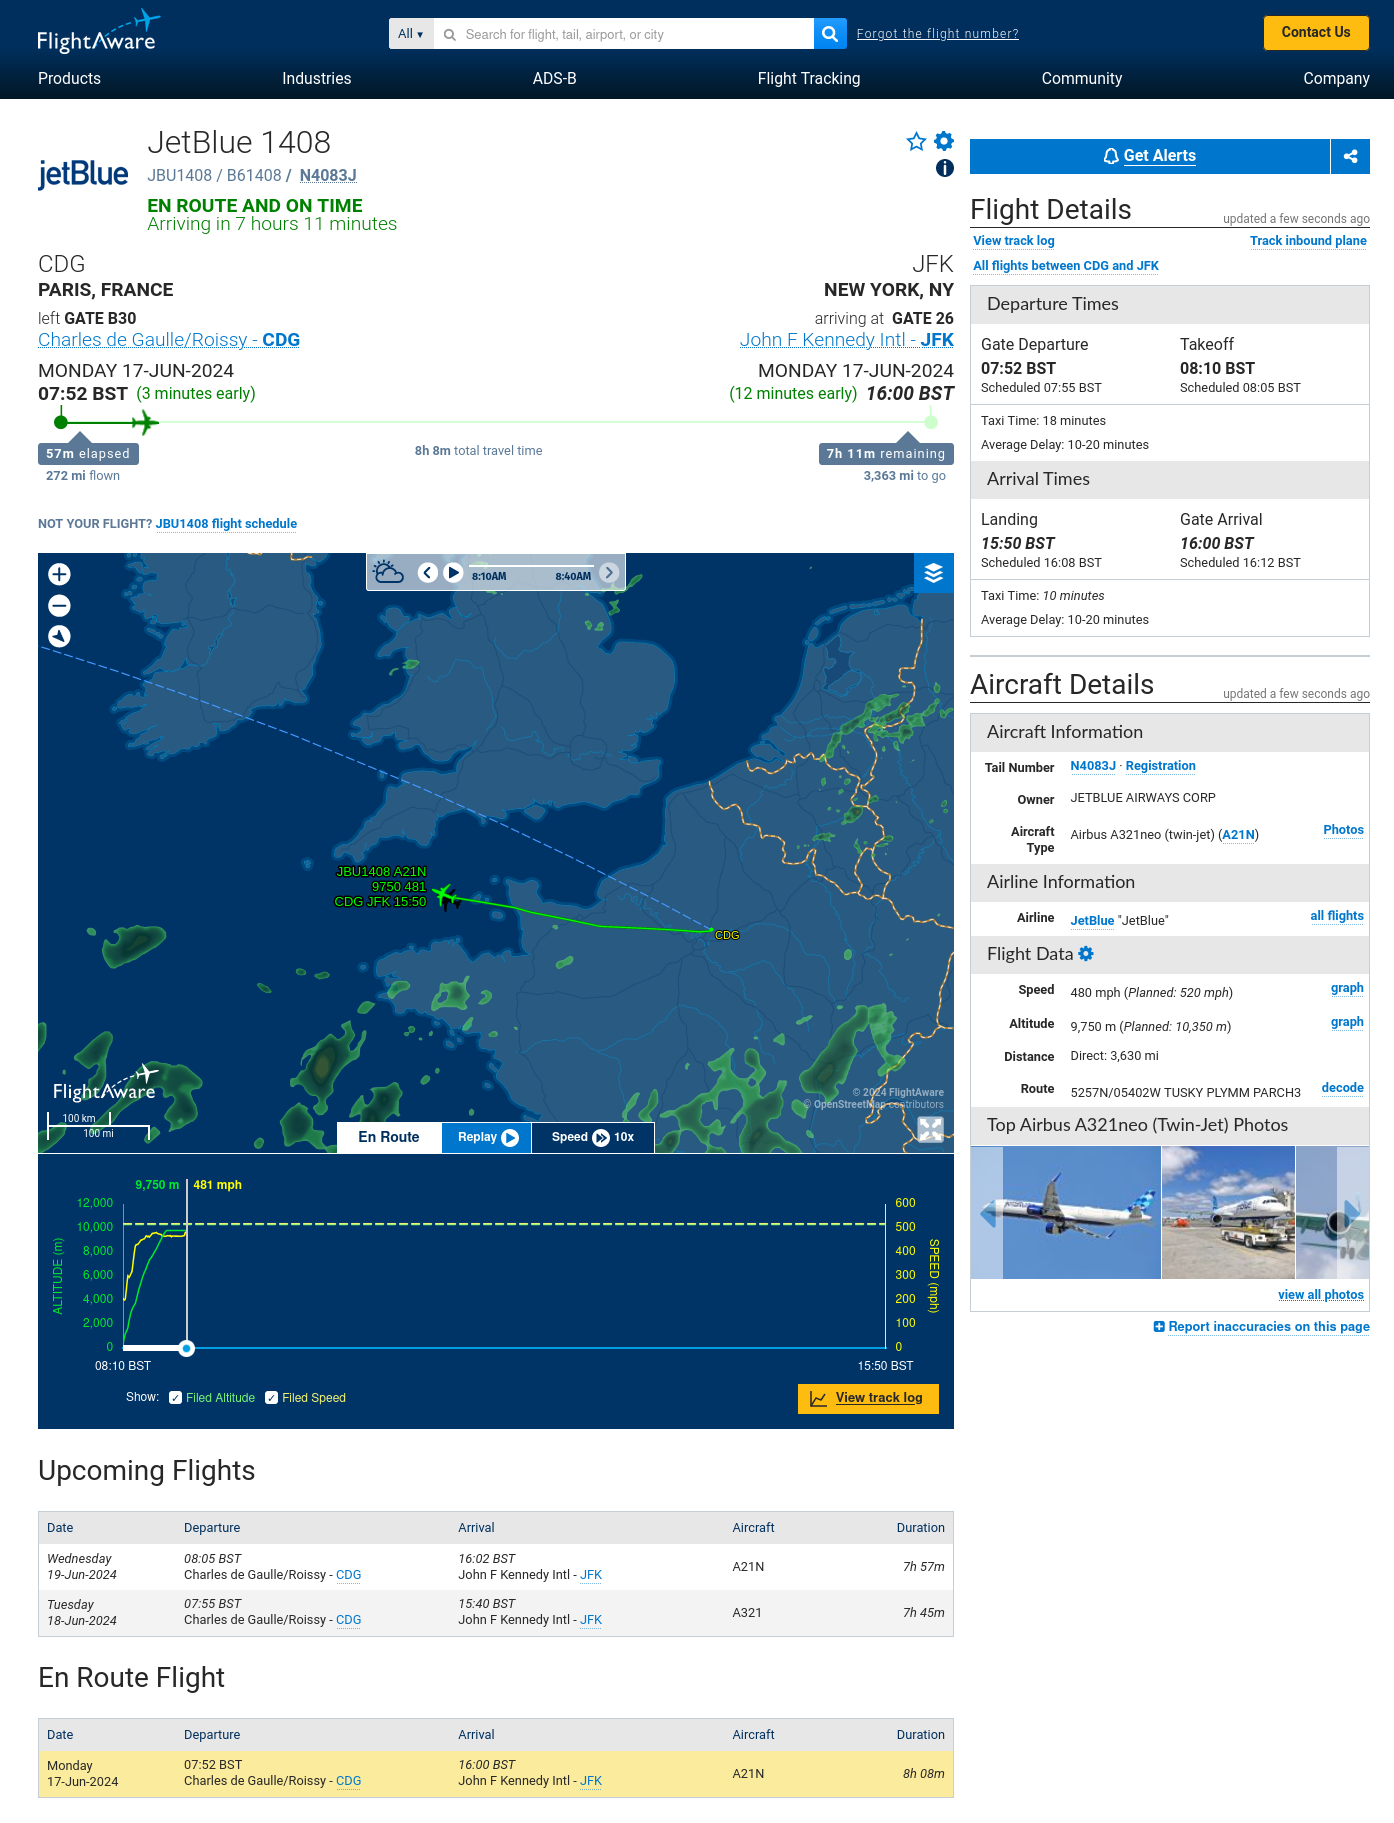 FlightAware
All ▾
Search for flight, tail, airport, or city
Forgot the flight number?
Contact Us
Products
Industries
ADS-B
Flight Tracking
Community
Company
jetBlue
JetBlue 1408
JBU1408 / B61408 / N4083J
EN ROUTE AND ON TIME
Arriving in 7 hours 11 minutes
CDG
JFK
PARIS, FRANCE
NEW YORK, NY
left GATE B30
arriving at GATE 26
Charles de Gaulle/Roissy - CDG
John F Kennedy Intl - JFK
MONDAY 17-JUN-2024
MONDAY 17-JUN-2024
07:52 BST (3 minutes early)
(12 minutes early) 16:00 BST
57m elapsed
8h 8m total travel time
7h 11m remaining
272 mi flown
3,363 mi to go
NOT YOUR FLIGHT? JBU1408 flight schedule
8:10AM
8:40AM
JBU1408 A21N
9750 481
CDG JFK 15:50
CDG
FlightAware
100 km
100 mi
© 2024 FlightAware
© OpenStreetMap contributors
En Route
Replay
Speed 10x
9,750 m
481 mph
12,000
10,000
8,000
6,000
4,000
2,000
0
ALTITUDE (m)
600
500
400
300
200
100
0
SPEED (mph)
08:10 BST
15:50 BST
Show:
Filed Altitude
Filed Speed
View track log
Upcoming Flights
Date Departure Arrival Aircraft Duration
Wednesday 08:05 BST 16:02 BST A21N 7h 57m
19-Jun-2024 Charles de Gaulle/Roissy - CDG John F Kennedy Intl - JFK
Tuesday 07:55 BST 15:40 BST A321 7h 45m
18-Jun-2024 Charles de Gaulle/Roissy - CDG John F Kennedy Intl - JFK
En Route Flight
Date Departure Arrival Aircraft Duration
Monday 07:52 BST 16:00 BST A21N 8h 08m
17-Jun-2024 Charles de Gaulle/Roissy - CDG John F Kennedy Intl - JFK
Get Alerts
Flight Details
updated a few seconds ago
View track log
Track inbound plane
All flights between CDG and JFK
Departure Times
Gate Departure
Takeoff
07:52 BST
08:10 BST
Scheduled 07:55 BST
Scheduled 08:05 BST
Taxi Time: 18 minutes
Average Delay: 10-20 minutes
Arrival Times
Landing
Gate Arrival
15:50 BST
16:00 BST
Scheduled 16:08 BST
Scheduled 16:12 BST
Taxi Time: 10 minutes
Average Delay: 10-20 minutes
Aircraft Details
updated a few seconds ago
Aircraft Information
Tail Number N4083J · Registration
Owner JETBLUE AIRWAYS CORP
Aircraft Type Airbus A321neo (twin-jet) (A21N) Photos
Airline Information
Airline JetBlue "JetBlue" all flights
Flight Data
Speed 480 mph (Planned: 520 mph) graph
Altitude 9,750 m (Planned: 10,350 m) graph
Distance Direct: 3,630 mi
Route 5257N/05402W TUSKY PLYMM PARCH3 decode
Top Airbus A321neo (Twin-Jet) Photos
view all photos
Report inaccuracies on this page